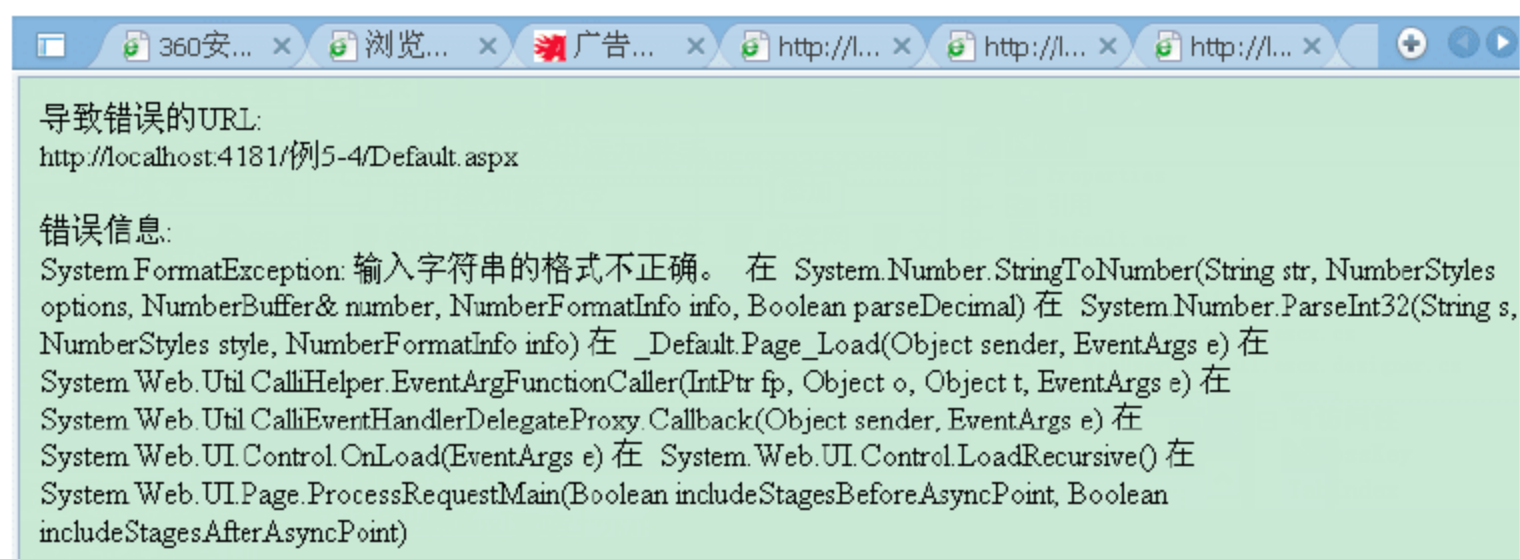 360安... × 浏览... × 广告... × http://l... × http://l... × http://l... ×
导致错误的URL:
http://localhost:4181/例5-4/Default.aspx
错误信息:
System.FormatException: 输入字符串的格式不正确。 在 System.Number.StringToNumber(String str, NumberStyles
options, NumberBuffer& number, NumberFormatInfo info, Boolean parseDecimal) 在 System.Number.ParseInt32(String s,
NumberStyles style, NumberFormatInfo info) 在 _Default.Page_Load(Object sender, EventArgs e) 在
System.Web.Util.CalliHelper.EventArgFunctionCaller(IntPtr fp, Object o, Object t, EventArgs e) 在
System.Web.Util.CalliEventHandlerDelegateProxy.Callback(Object sender, EventArgs e) 在
System.Web.UI.Control.OnLoad(EventArgs e) 在 System.Web.UI.Control.LoadRecursive() 在
System.Web.UI.Page.ProcessRequestMain(Boolean includeStagesBeforeAsyncPoint, Boolean
includeStagesAfterAsyncPoint)